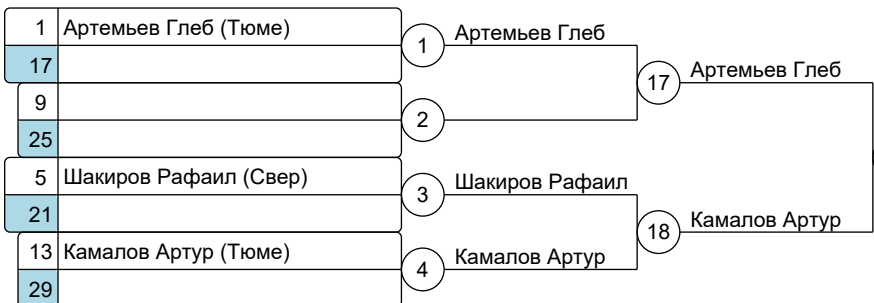 1 Артемьев Глеб (Тюме)
17
1 Артемьев Глеб
9
25
2
17 Артемьев Глеб
5 Шакиров Рафаил (Свер)
21
3 Шакиров Рафаил
13 Камалов Артур (Тюме)
29
4 Камалов Артур
18 Камалов Артур